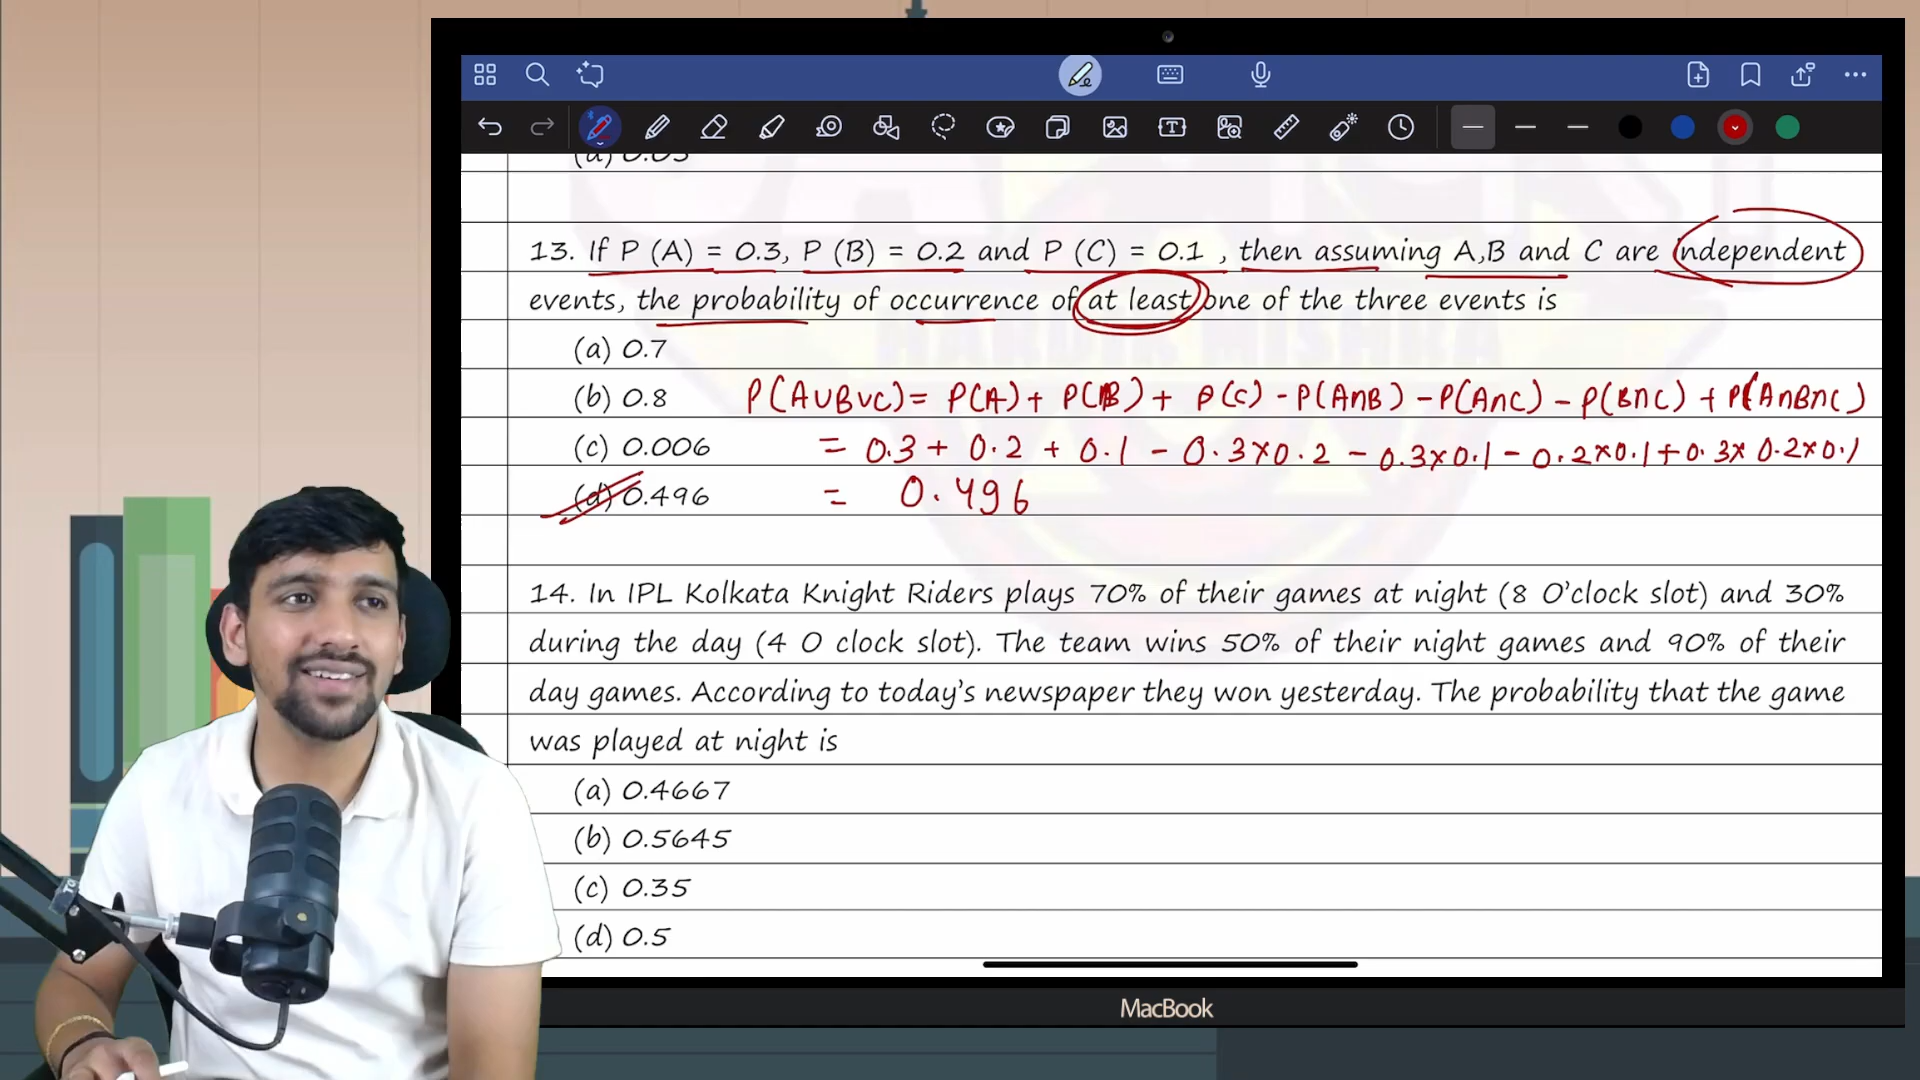 (d) 0.05
13. If P (A) = 0.3, P (B) = 0.2 and P (C) = 0.1 , then assuming A,B and C are independent
events, the probability of occurrence of at least one of the three events is
(a) 0.7
(b) 0.8 P(A∪B∪C) = P(A) + P(B) + P(C) - P(A∩B) - P(A∩C) - P(B∩C) + P(A∩B∩C)
(c) 0.006 = 0.3 + 0.2 + 0.1 - 0.3×0.2 - 0.3×0.1 - 0.2×0.1 + 0.3× 0.2×0.1
(d) 0.496 = 0.496
14. In IPL Kolkata Knight Riders plays 70% of their games at night (8 O'clock slot) and 30%
during the day (4 O clock slot). The team wins 50% of their night games and 90% of their
day games. According to today's newspaper they won yesterday. The probability that the game
was played at night is
(a) 0.4667
(b) 0.5645
(c) 0.35
(d) 0.5
MacBook